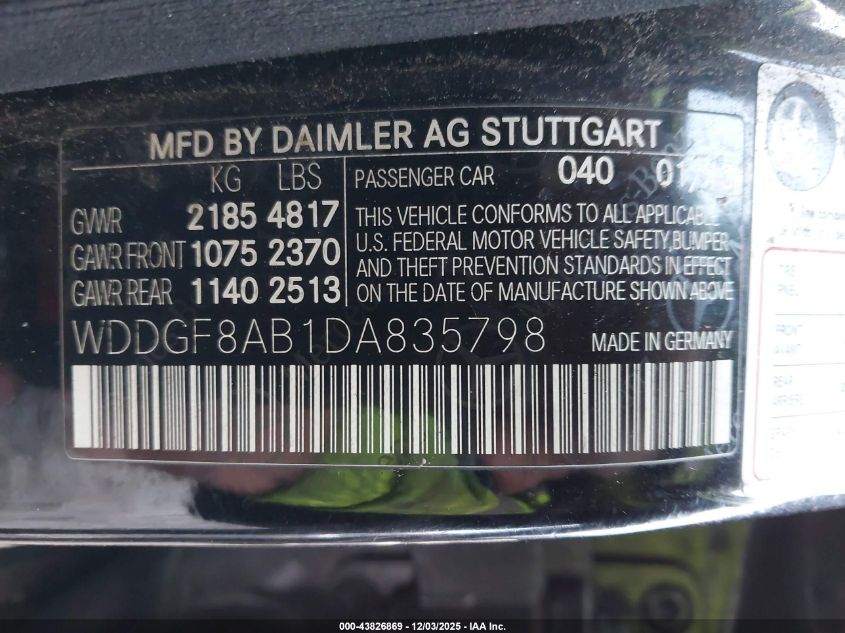 MFD BY DAIMLER AG STUTTGART
KG LBS
GVWR 2185 4817
GAWR FRONT 1075 2370
GAWR REAR 1140 2513
PASSENGER CAR 040
THIS VEHICLE CONFORMS TO ALL APPLICABLE
U.S. FEDERAL MOTOR VEHICLE SAFETY, BUMPER
AND THEFT PREVENTION STANDARDS IN EFFECT
ON THE DATE OF MANUFACTURE SHOWN ABOVE
WDDGF8AB1DA835798 MADE IN GERMANY
TIRE
REAR
000-43826869 - 12/03/2025 - IAA Inc.